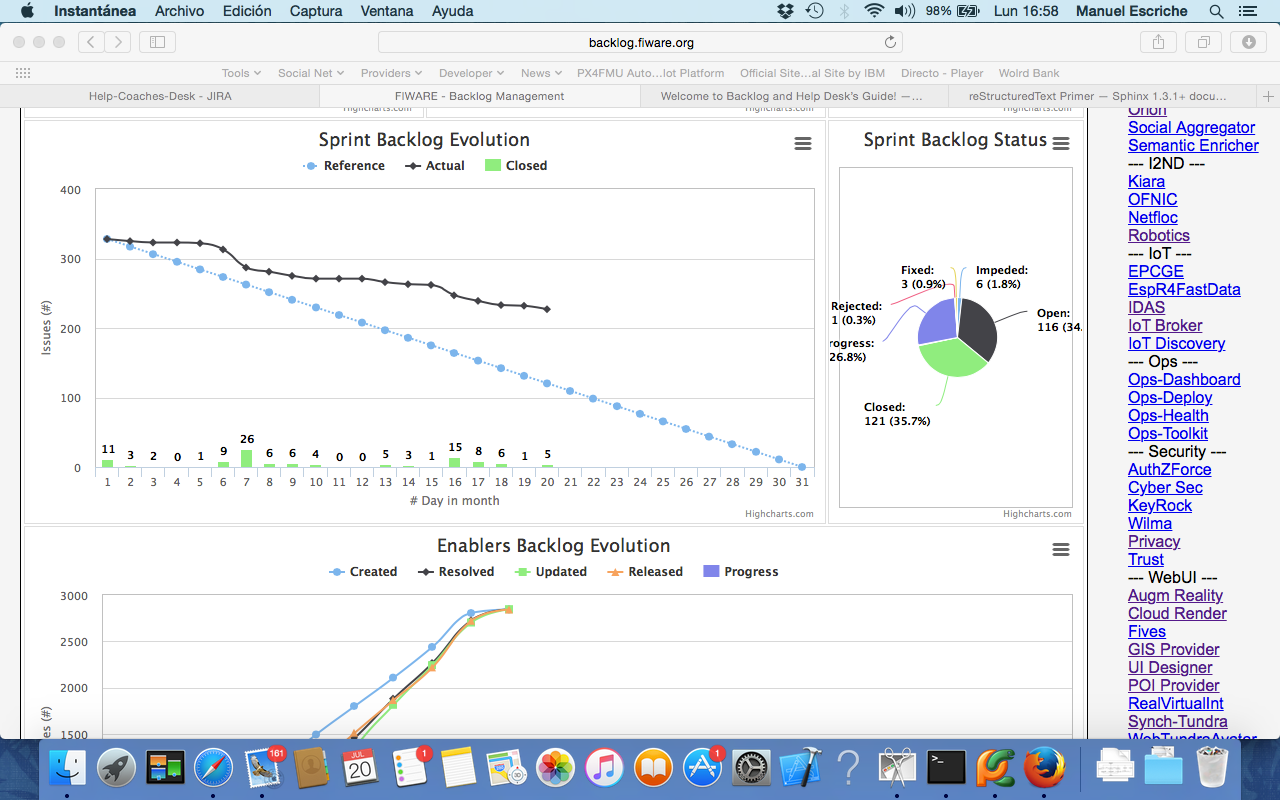 Instantánea Archivo Edición Captura Ventana Ayuda 98% Lun 16:58 Manuel Escriche
backlog.fiware.org
Tools Social Net Providers Developer News PX4FMU Auto...lot Platform Official Site...al Site by IBM Directo - Player Wolrd Bank
Help-Coaches-Desk - JIRA FIWARE - Backlog Management Welcome to Backlog and Help Desk's Guide! —... reStructuredText Primer — Sphinx 1.3.1+ docu...
Highcharts.com Highcharts.com Highcharts.com
Sprint Backlog Evolution
Reference Actual Closed
400
300
200
100
0
Issues (#)
11 3 2 0 1 9 26 6 6 4 0 0 5 3 1 15 8 6 1 5
1 2 3 4 5 6 7 8 9 10 11 12 13 14 15 16 17 18 19 20 21 22 23 24 25 26 27 28 29 30 31
# Day in month
Highcharts.com
Sprint Backlog Status
Fixed:
3 (0.9%)
Impeded:
6 (1.8%)
Rejected:
1 (0.3%)
Open:
116 (34.
rogress:
26.8%)
Closed:
121 (35.7%)
Highcharts.com
Enablers Backlog Evolution
Created Resolved Updated Released Progress
3000
2500
2000
1500
es (#)
Orion
Social Aggregator
Semantic Enricher
--- I2ND ---
Kiara
OFNIC
Netfloc
Robotics
--- IoT ---
EPCGE
EspR4FastData
IDAS
IoT Broker
IoT Discovery
--- Ops ---
Ops-Dashboard
Ops-Deploy
Ops-Health
Ops-Toolkit
--- Security ---
AuthZForce
Cyber Sec
KeyRock
Wilma
Privacy
Trust
--- WebUI ---
Augm Reality
Cloud Render
Fives
GIS Provider
UI Designer
POI Provider
RealVirtualInt
Synch-Tundra
WebTundraAvatar
161 JUL 20 1 1